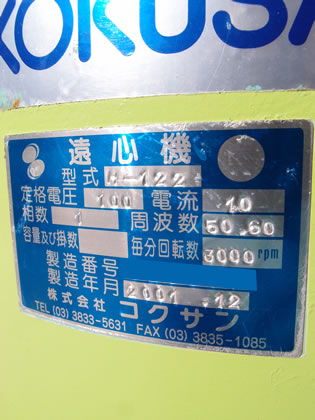 KOKUSA
遠心機
型式 H-122
定格電圧 100 電流 10
相数 1 周波数 50.60
容量及び掛数 毎分回転数 3000 rpm
製造番号
製造年月 2001.12
株式会社 コクサン
TEL (03) 3833-5631 FAX (03) 3835-1085